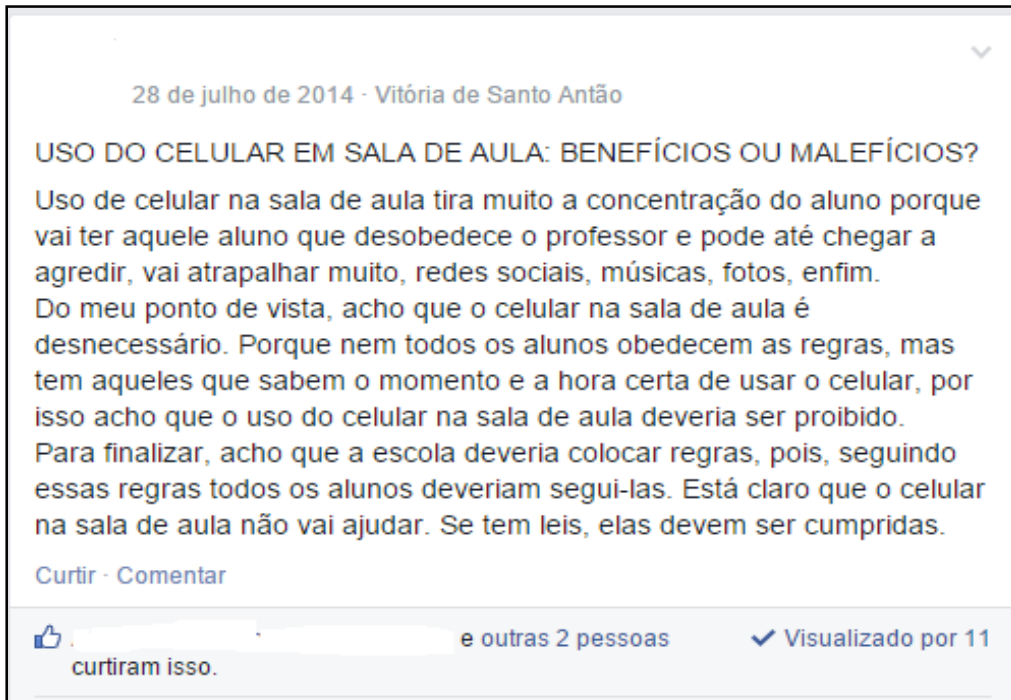 28 de julho de 2014 · Vitória de Santo Antão
USO DO CELULAR EM SALA DE AULA: BENEFÍCIOS OU MALEFÍCIOS?
Uso de celular na sala de aula tira muito a concentração do aluno porque
vai ter aquele aluno que desobedece o professor e pode até chegar a
agredir, vai atrapalhar muito, redes sociais, músicas, fotos, enfim.
Do meu ponto de vista, acho que o celular na sala de aula é
desnecessário. Porque nem todos os alunos obedecem as regras, mas
tem aqueles que sabem o momento e a hora certa de usar o celular, por
isso acho que o uso do celular na sala de aula deveria ser proibido.
Para finalizar, acho que a escola deveria colocar regras, pois, seguindo
essas regras todos os alunos deveriam segui-las. Está claro que o celular
na sala de aula não vai ajudar. Se tem leis, elas devem ser cumpridas.
Curtir · Comentar
e outras 2 pessoas ✓ Visualizado por 11
curtiram isso.